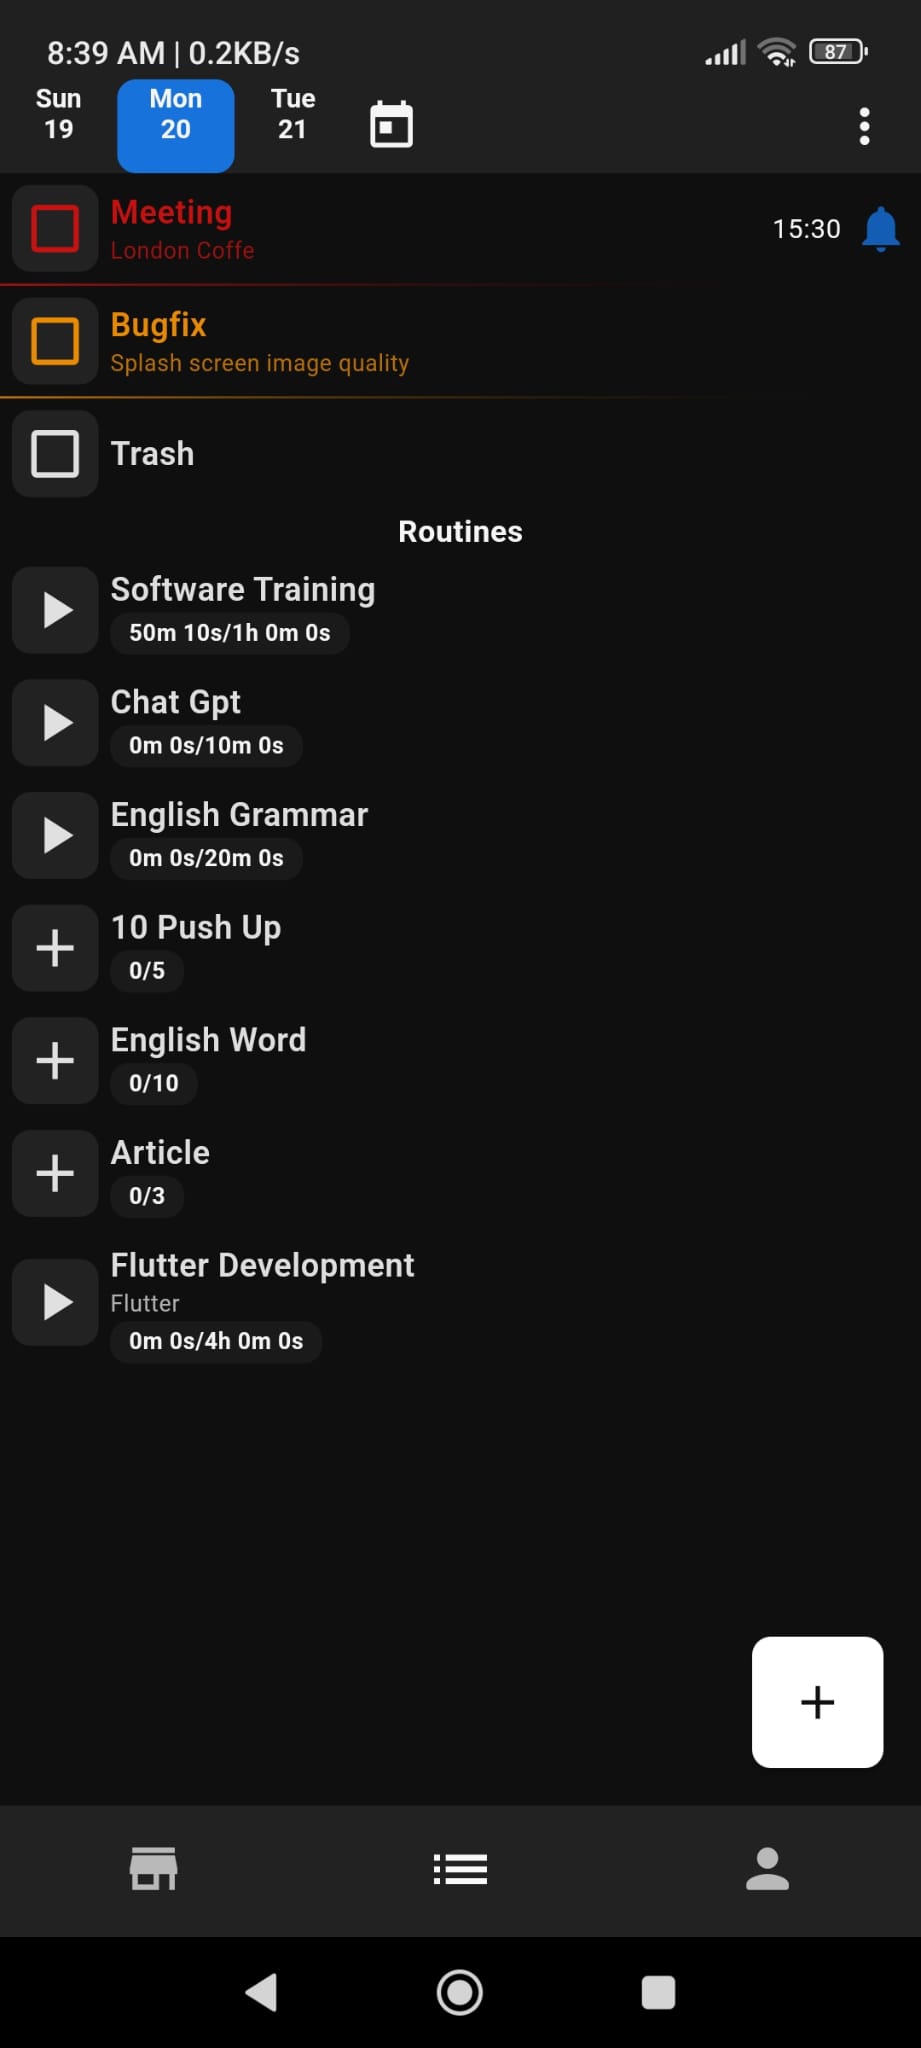 8:39 AM | 0.2KB/s
87
Sun
19
Mon
20
Tue
21
Meeting
London Coffe
15:30
Bugfix
Splash screen image quality
Trash
Routines
Software Training
50m 10s/1h 0m 0s
Chat Gpt
0m 0s/10m 0s
English Grammar
0m 0s/20m 0s
10 Push Up
0/5
English Word
0/10
Article
0/3
Flutter Development
Flutter
0m 0s/4h 0m 0s